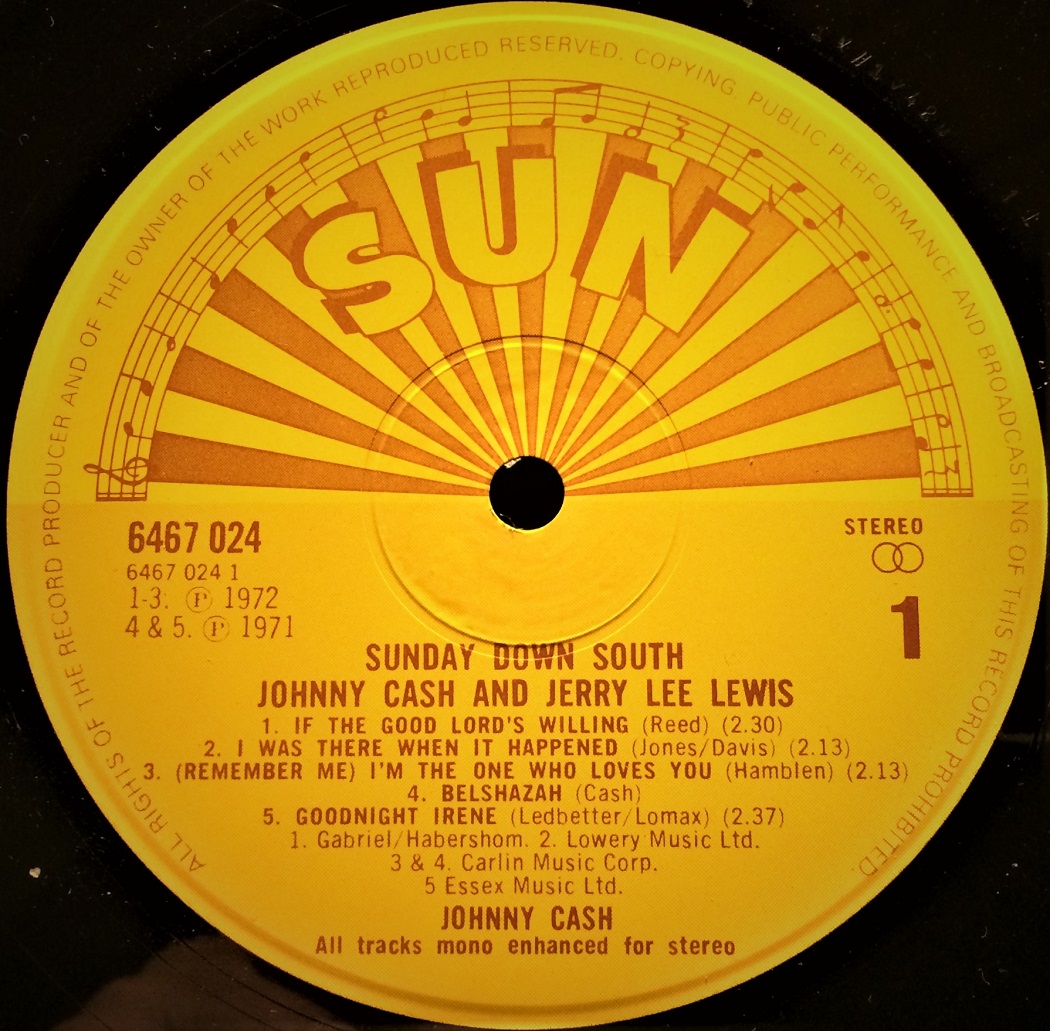 ALL RIGHTS OF THE RECORD PRODUCER AND OF THE OWNER OF THE WORK REPRODUCED RESERVED. COPYING PUBLIC PERFORMANCE AND BROADCASTING OF THIS RECORD PROHIBITED
SUN
6467 024
6467 024 1
1-3: Ⓟ 1972
4 & 5. Ⓟ 1971
STEREO
1
SUNDAY DOWN SOUTH
JOHNNY CASH AND JERRY LEE LEWIS
1. IF THE GOOD LORD'S WILLING (Reed) (2.30)
2. I WAS THERE WHEN IT HAPPENED (Jones/Davis) (2.13)
3. (REMEMBER ME) I'M THE ONE WHO LOVES YOU (Hamblen) (2.13)
4. BELSHAZAH (Cash)
5. GOODNIGHT IRENE (Ledbetter/Lomax) (2.37)
1. Gabriel/Habershom. 2. Lowery Music Ltd.
3 & 4. Carlin Music Corp.
5 Essex Music Ltd.
JOHNNY CASH
All tracks mono enhanced for stereo